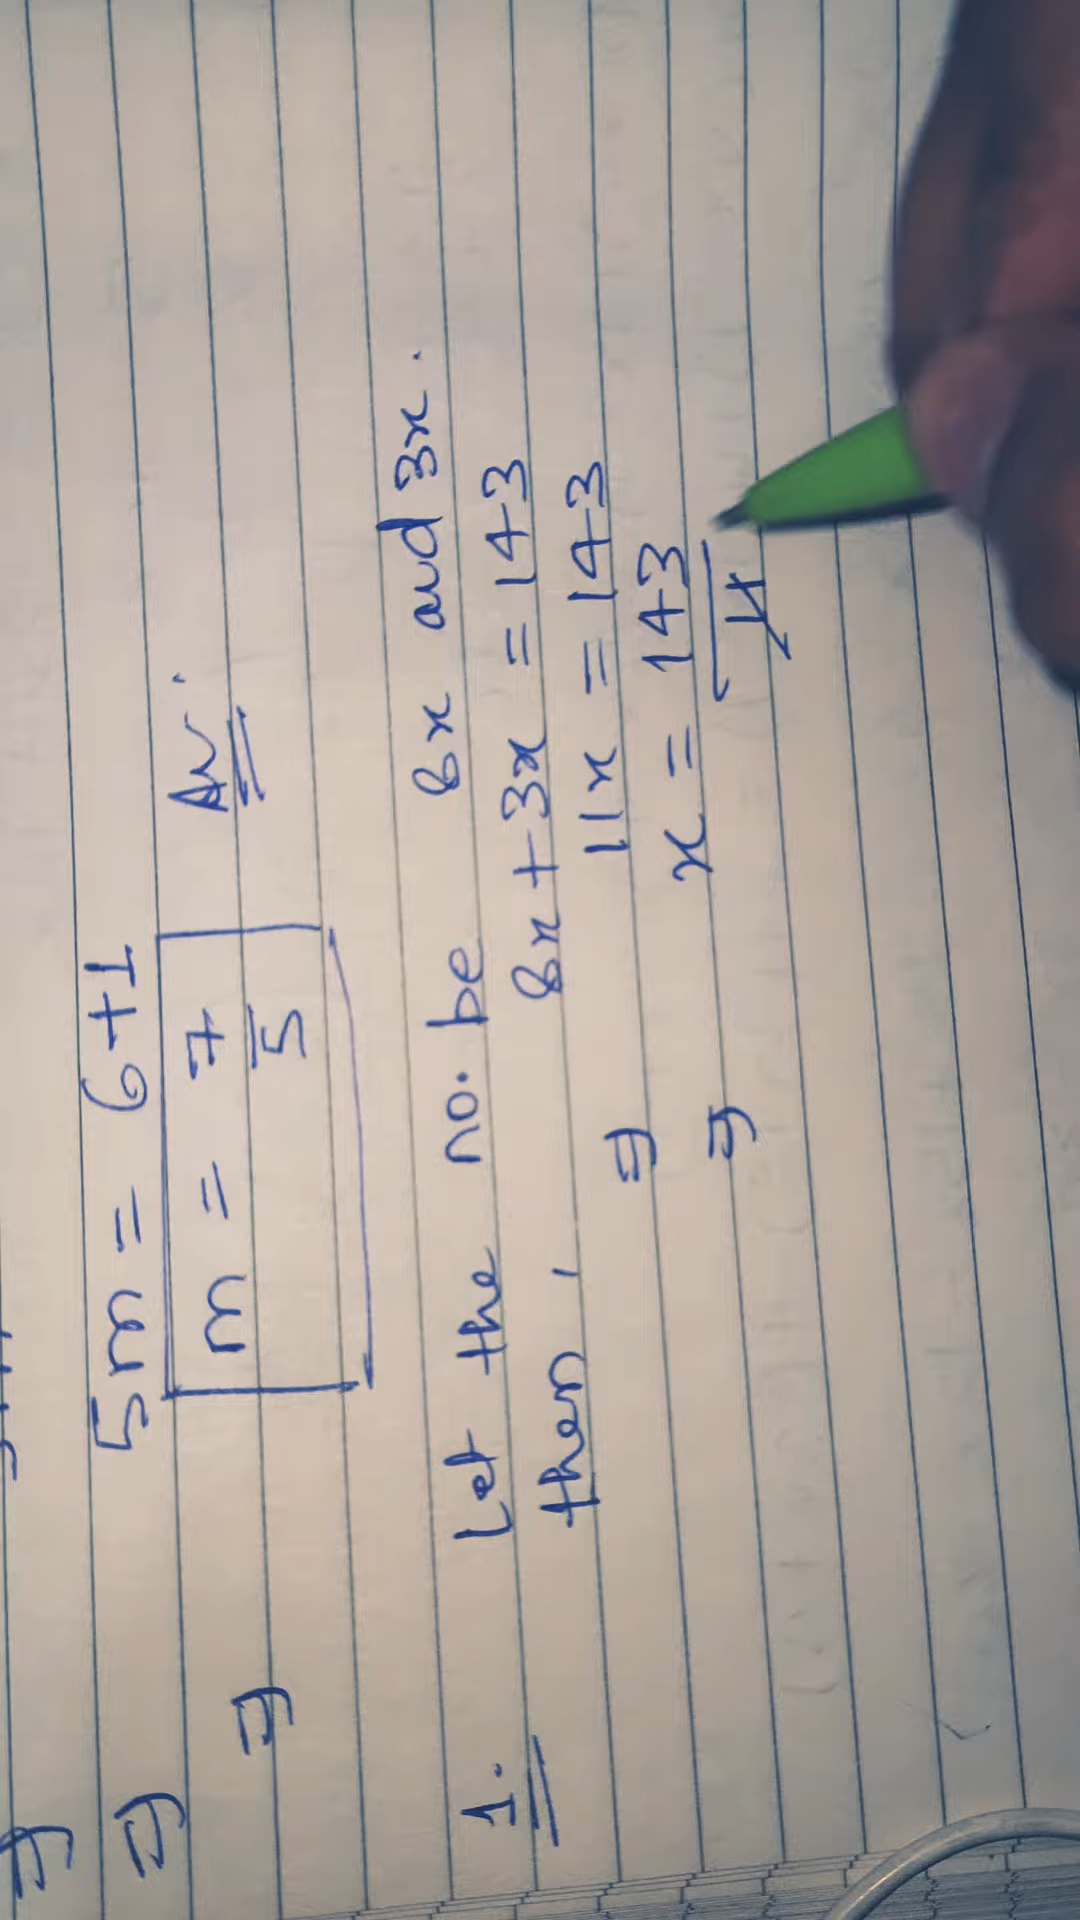 ⇒ 5m = 6+1
⇒ m = 7/5 Ans.
1. Let the no. be 8x and 3x.
then, 8x + 3x = 143
⇒ 11x = 143
⇒ x = 143/11